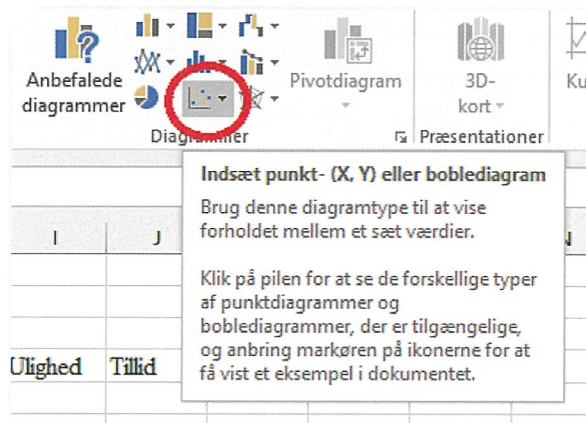 Anbefalede
diagrammer
Pivotdiagram
3D-
kort
Ku
Diagrammer
Præsentationer
Indsæt punkt- (X, Y) eller boblediagram
Brug denne diagramtype til at vise
forholdet mellem et sæt værdier.
Klik på pilen for at se de forskellige typer
af punktdiagrammer og
boblediagrammer, der er tilgængelige,
og anbring markøren på ikonerne for at
få vist et eksempel i dokumentet.
I
J
Ulighed
Tillid